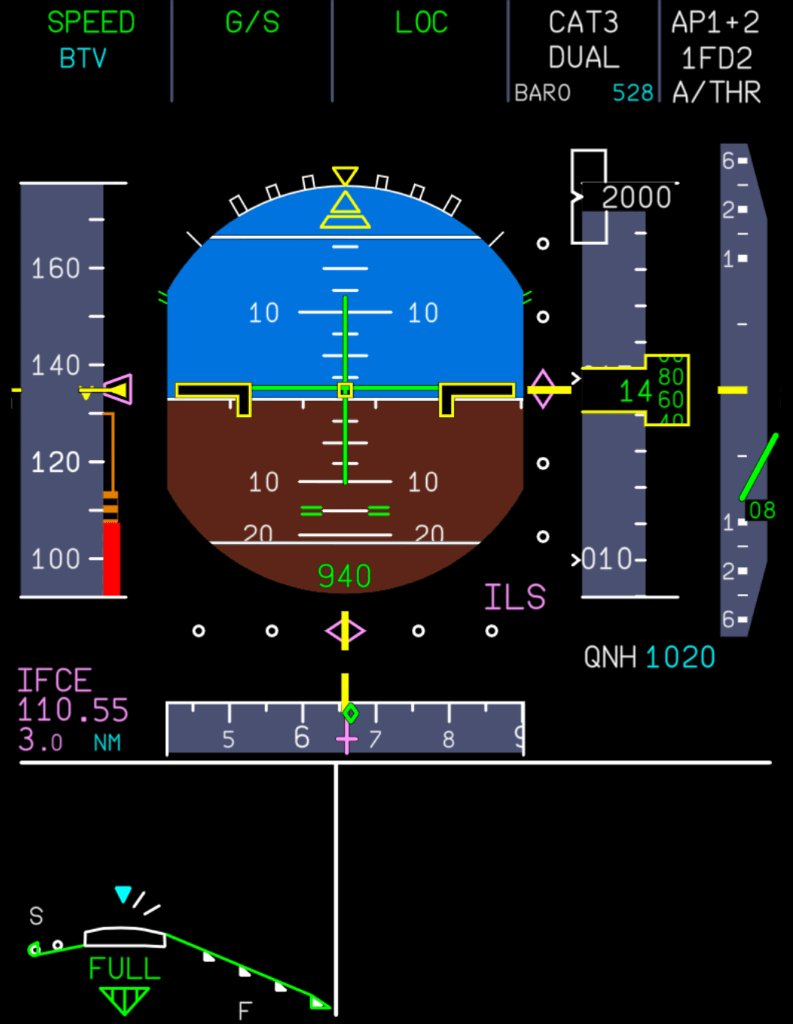 SPEED G/S LOC CAT3 AP1+2
BTV DUAL 1FD2
BARO 528 A/THR
6
2000 2
160 1
10 10
140
80
14
60
120
10 10
08
1
20 20
100 010 2
940
ILS 6
QNH 1020
IFCE
110.55
3.0 NM
5 6 7 8 9
S
FULL
F